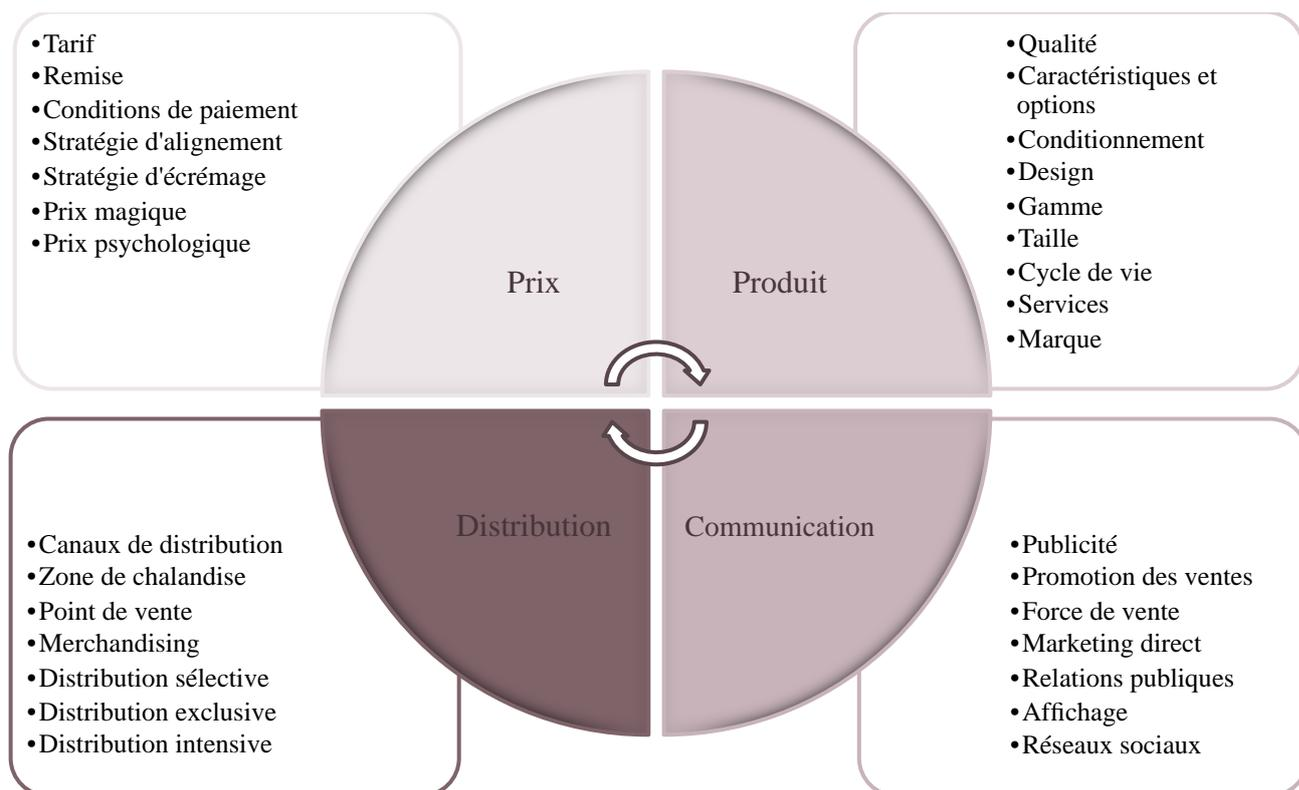 •Tarif
•Remise
•Conditions de paiement
•Stratégie d'alignement
•Stratégie d'écrémage
•Prix magique
•Prix psychologique
•Qualité
•Caractéristiques et
options
•Conditionnement
•Design
•Gamme
•Taille
•Cycle de vie
•Services
•Marque
Prix
Produit
Distribution
Communication
•Canaux de distribution
•Zone de chalandise
•Point de vente
•Merchandising
•Distribution sélective
•Distribution exclusive
•Distribution intensive
•Publicité
•Promotion des ventes
•Force de vente
•Marketing direct
•Relations publiques
•Affichage
•Réseaux sociaux